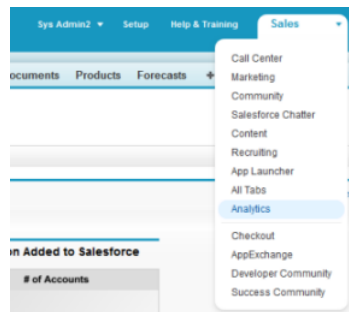 Sys Admin2 Setup Help & Training Sales
ocuments Products Forecasts +
Call Center
Marketing
Community
Salesforce Chatter
Content
Recruiting
App Launcher
All Tabs
Analytics
Checkout
AppExchange
Developer Community
Success Community
n Added to Salesforce
# of Accounts